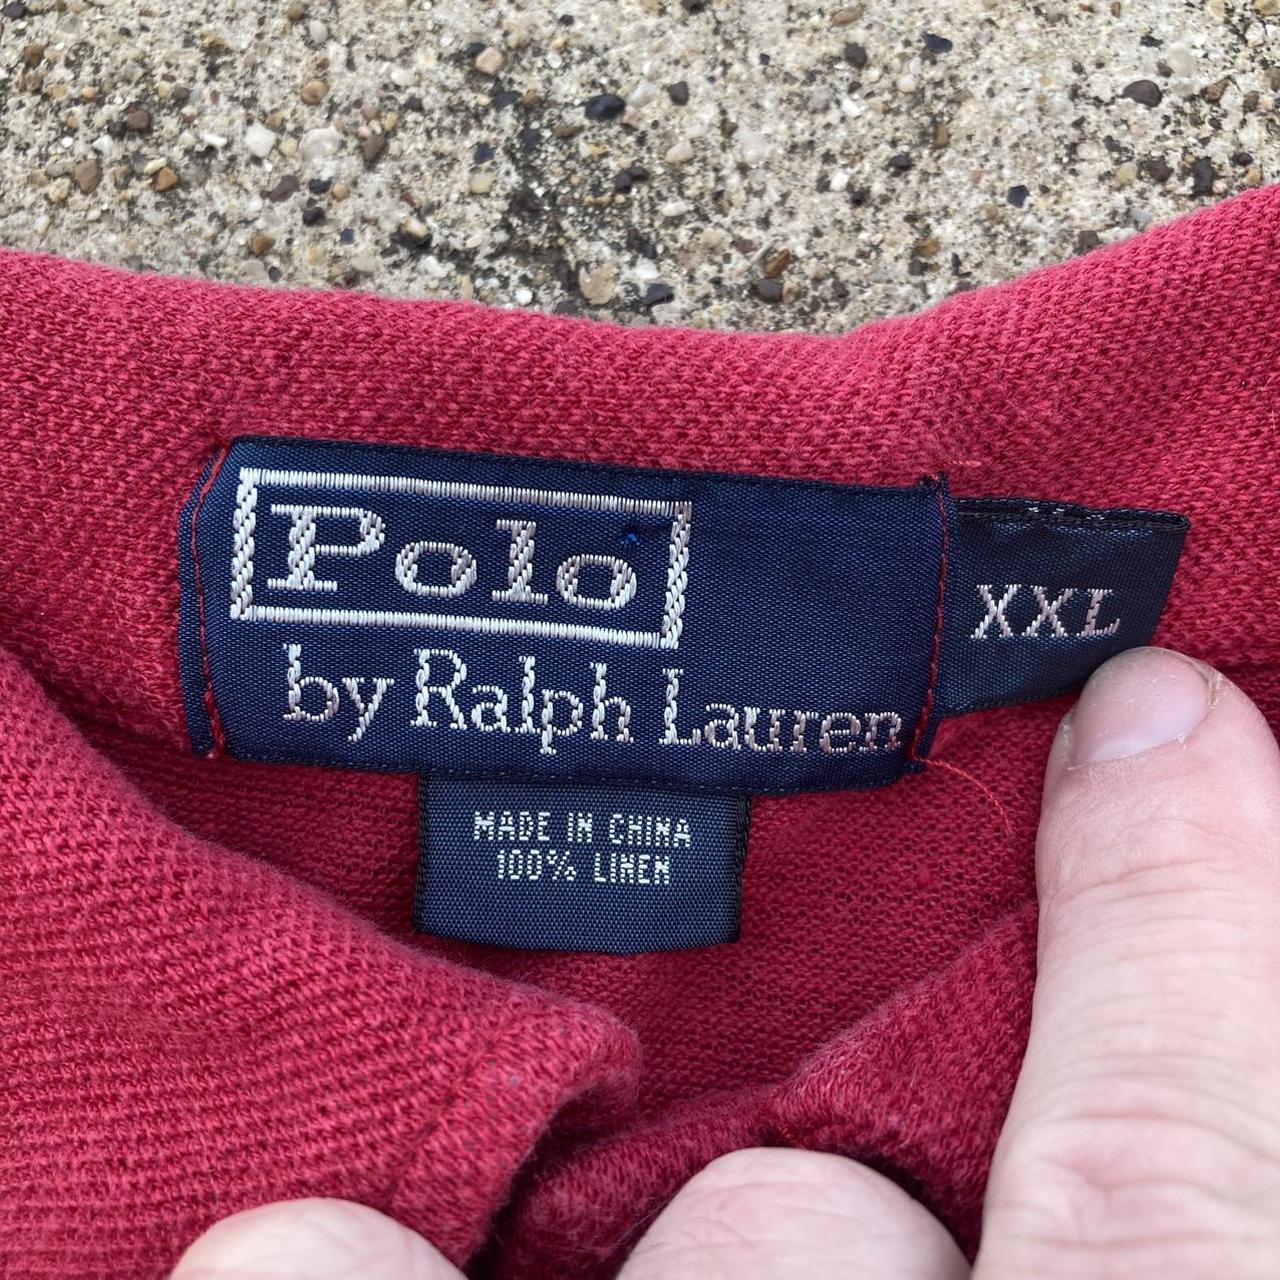 Polo
by Ralph Lauren
XXL
MADE IN CHINA
100% LINEN